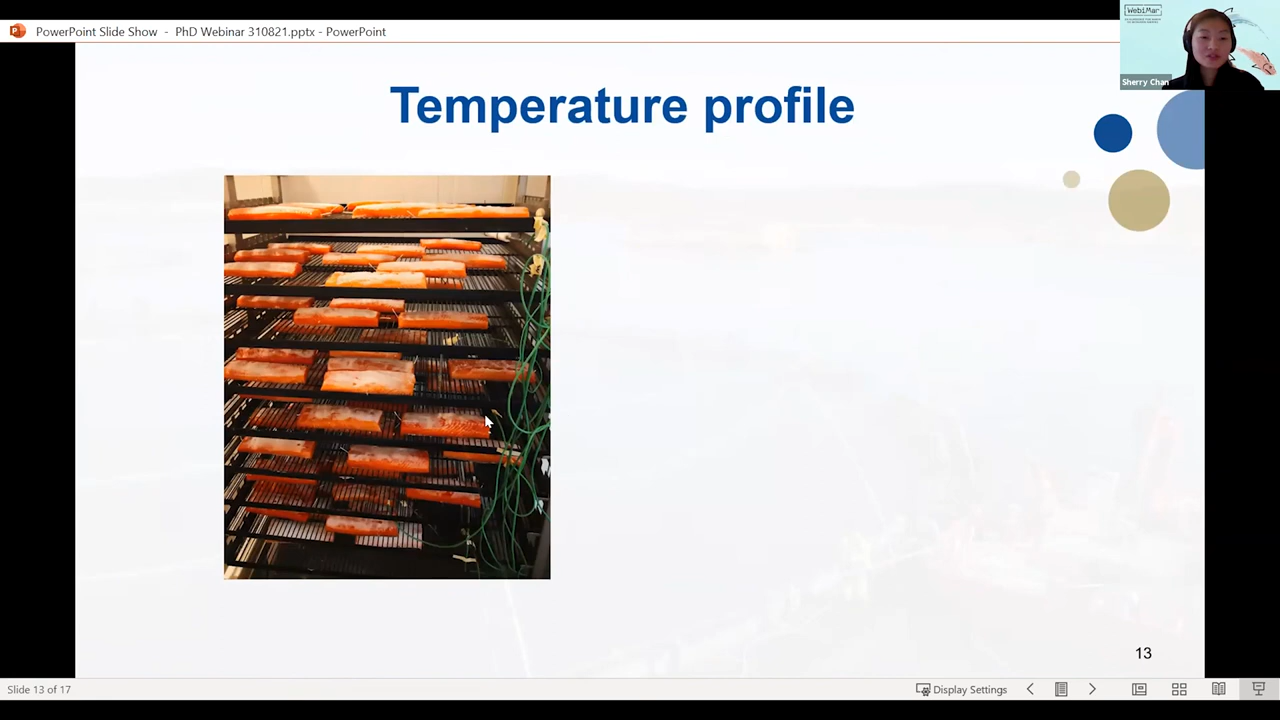 PowerPoint Slide Show - PhD Webinar 310821.pptx - PowerPoint
WebiMar
Sherry Chan
Temperature profile
13
Slide 13 of 17
Display Settings